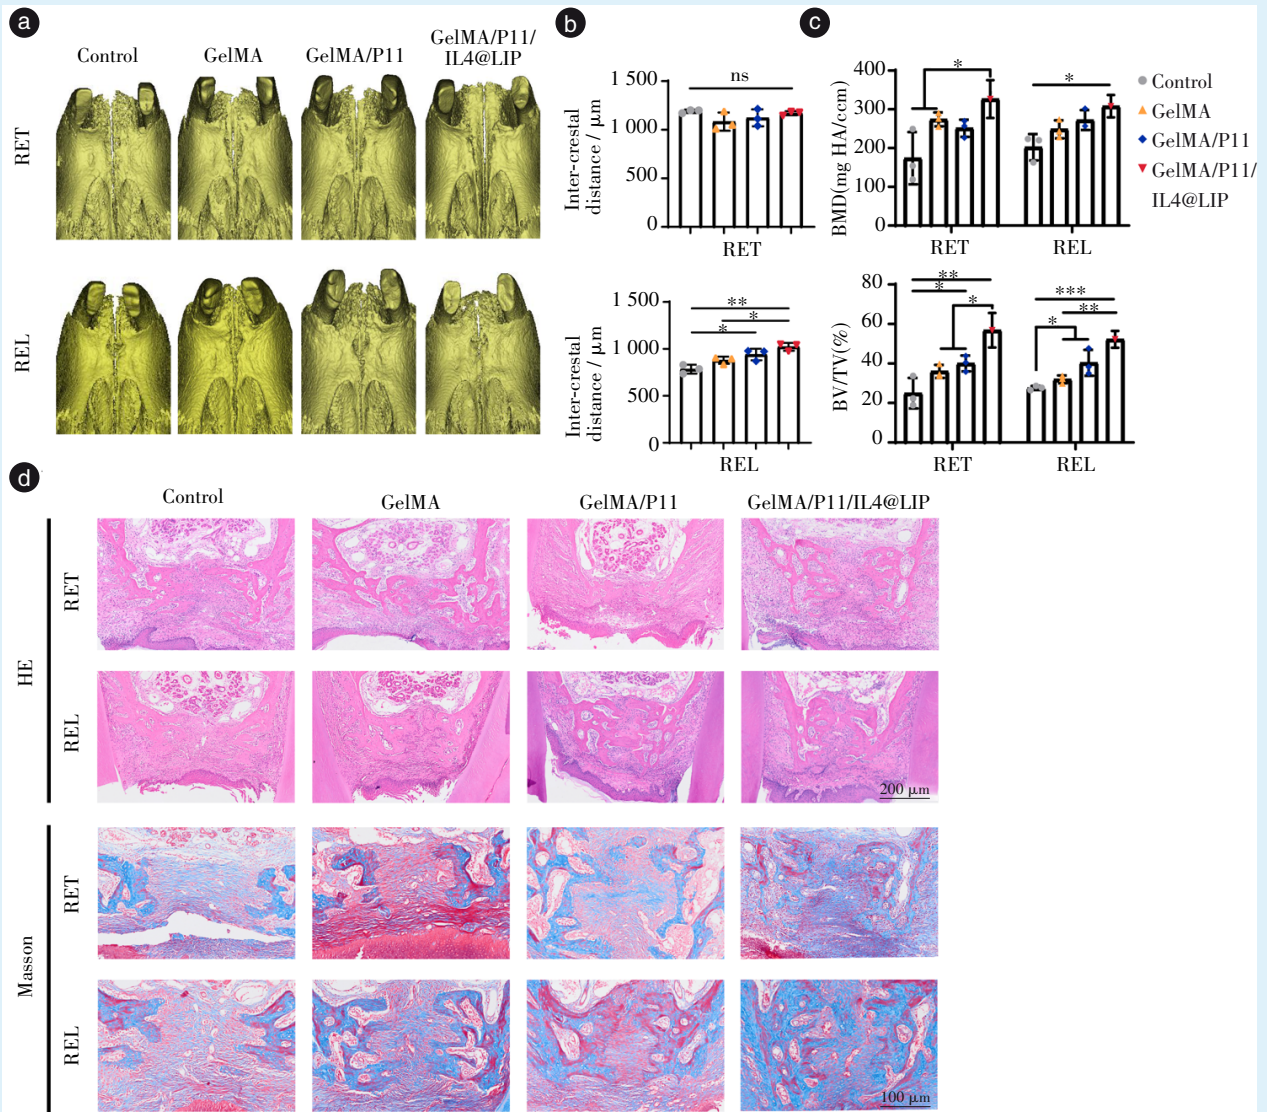 a
Control
GelMA
GelMA/P11
GelMA/P11/
IL4@LIP
RET
REL
b
1 500
1 000
500
0
Inter-crestal
distance / μm
ns
RET
1 500
1 000
500
0
Inter-crestal
distance / μm
**
*
*
REL
c
400
300
200
100
0
BMD(mg HA/cm)
*
*
RET
REL
Control
GelMA
GelMA/P11
GelMA/P11/
IL4@LIP
80
60
40
20
0
BV/TV(%)
**
*
*
***
**
*
RET
REL
d
Control
GelMA
GelMA/P11
GelMA/P11/IL4@LIP
HE
RET
REL
200 μm
Masson
RET
REL
100 μm